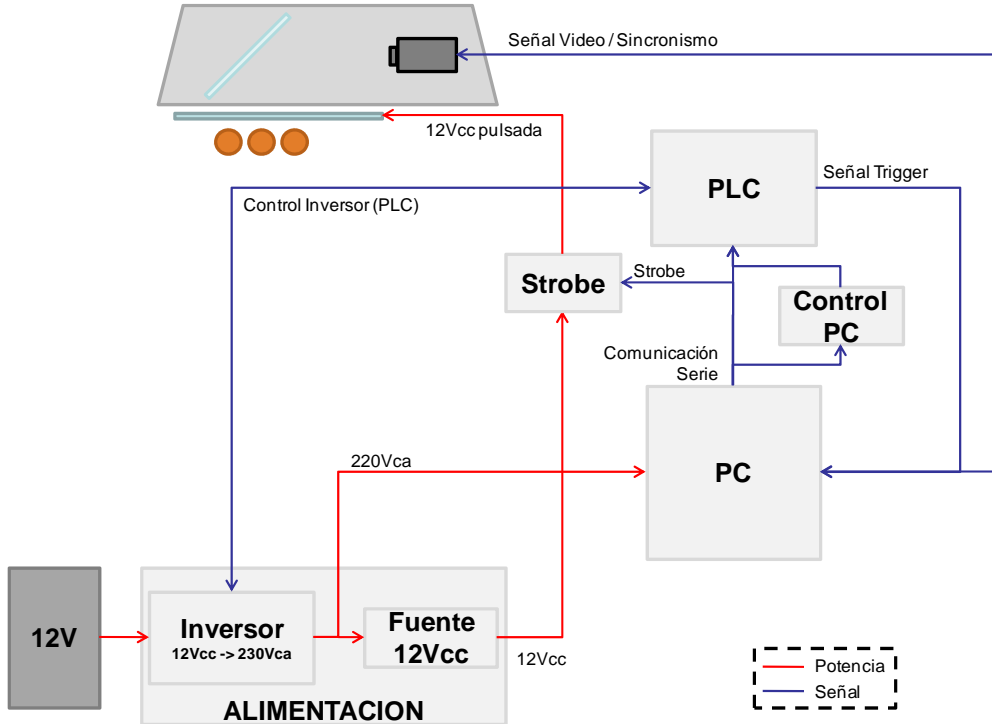 Señal Video / Sincronismo
12Vcc pulsada
PLC
Señal Trigger
Control Inversor (PLC)
Strobe
Strobe
Control
PC
Comunicación
Serie
220Vca
PC
12V
Inversor
12Vcc -> 230Vca
Fuente
12Vcc
12Vcc
ALIMENTACION
Potencia
Señal